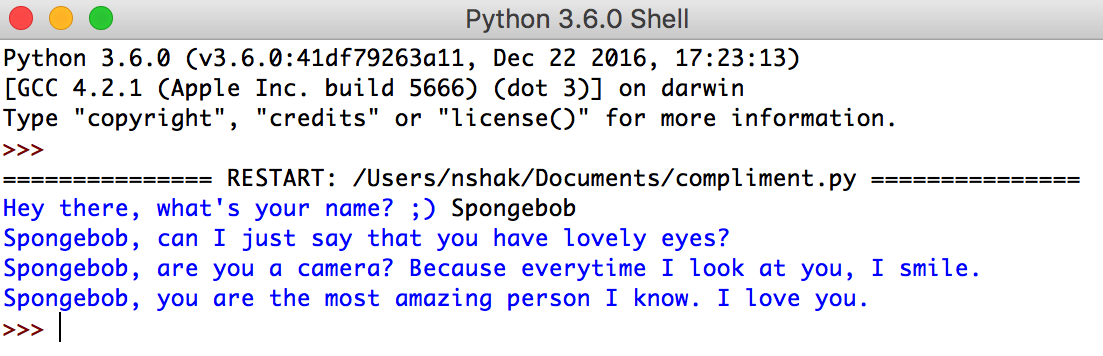 Python 3.6.0 Shell
Python 3.6.0 (v3.6.0:41df79263a11, Dec 22 2016, 17:23:13)
[GCC 4.2.1 (Apple Inc. build 5666) (dot 3)] on darwin
Type "copyright", "credits" or "license()" for more information.
>>>
=============== RESTART: /Users/nshak/Documents/compliment.py ===============
Hey there, what's your name? ;) Spongebob
Spongebob, can I just say that you have lovely eyes?
Spongebob, are you a camera? Because everytime I look at you, I smile.
Spongebob, you are the most amazing person I know. I love you.
>>>